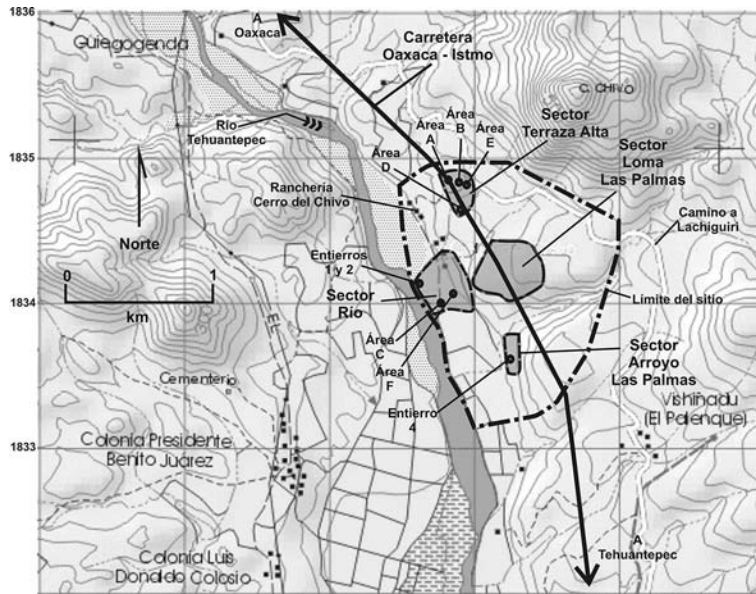 1836
1835
1834
1833
A
Oaxaca
Guiegogenda
Carretera
Oaxaca - Istmo
C. CHIVO
Río
Tehuantepec
Área
A
Área
B
Área
E
Área
D
Sector
Terraza Alta
Sector
Loma
Las Palmas
Ranchería
Cerro del Chivo
Norte
Camino a
Lachiguiri
0
1
km
Entierros
1 y 2
Sector
Río
Límite del sitio
Área
C
Área
F
EL
Sector
Arroyo
Las Palmas
Cementerio
Entierro
4
Vishiñadu
(El Palenque)
Colonia Presidente
Benito Juárez
Colonia Luis
Donaldo Colosio
A
Tehuantepec